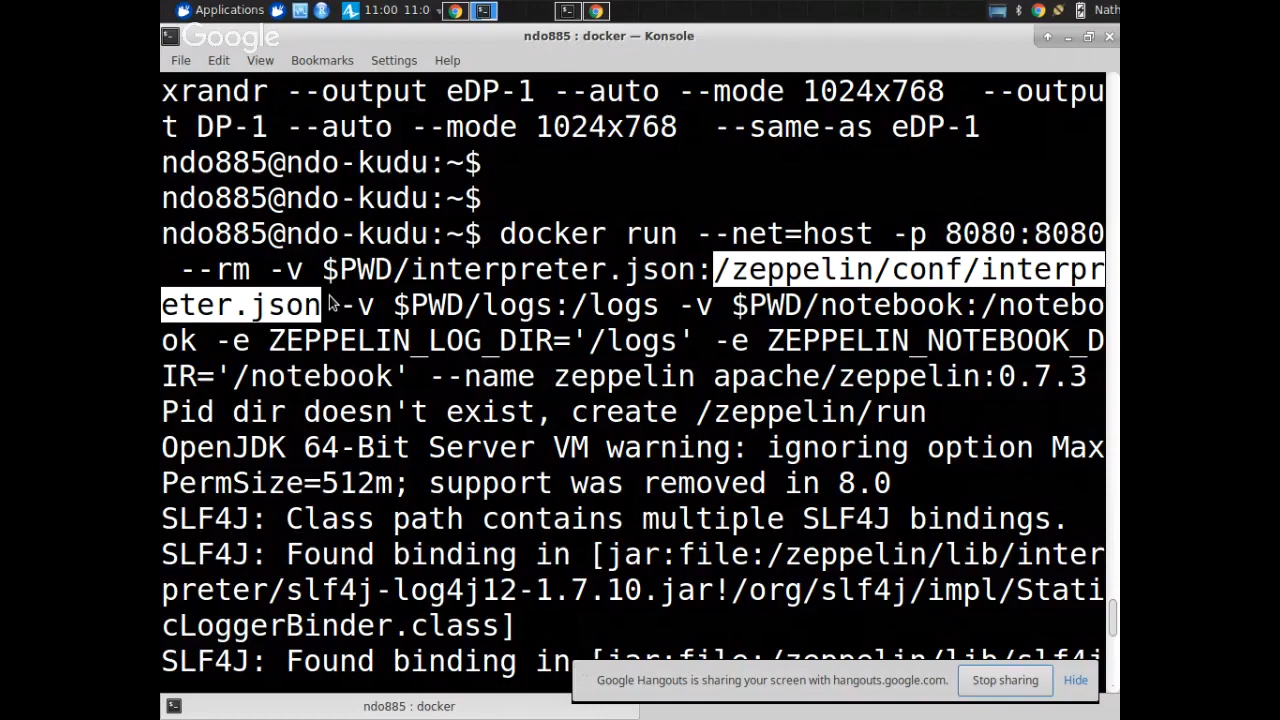 Applications
11:00 11:0
Nath
Google
ndo885 : docker — Konsole
File Edit View Bookmarks Settings Help
xrandr --output eDP-1 --auto --mode 1024x768  --outpu
t DP-1 --auto --mode 1024x768  --same-as eDP-1
ndo885@ndo-kudu:~$
ndo885@ndo-kudu:~$
ndo885@ndo-kudu:~$ docker run --net=host -p 8080:8080
 --rm -v $PWD/interpreter.json:/zeppelin/conf/interpr
eter.json -v $PWD/logs:/logs -v $PWD/notebook:/notebo
ok -e ZEPPELIN_LOG_DIR='/logs' -e ZEPPELIN_NOTEBOOK_D
IR='/notebook' --name zeppelin apache/zeppelin:0.7.3
Pid dir doesn't exist, create /zeppelin/run
OpenJDK 64-Bit Server VM warning: ignoring option Max
PermSize=512m; support was removed in 8.0
SLF4J: Class path contains multiple SLF4J bindings.
SLF4J: Found binding in [jar:file:/zeppelin/lib/inter
preter/slf4j-log4j12-1.7.10.jar!/org/slf4j/impl/Stati
cLoggerBinder.class]
SLF4J: Found binding in [jar:file:/zeppelin/lib/slf4j
Google Hangouts is sharing your screen with hangouts.google.com.
Stop sharing
Hide
ndo885 : docker